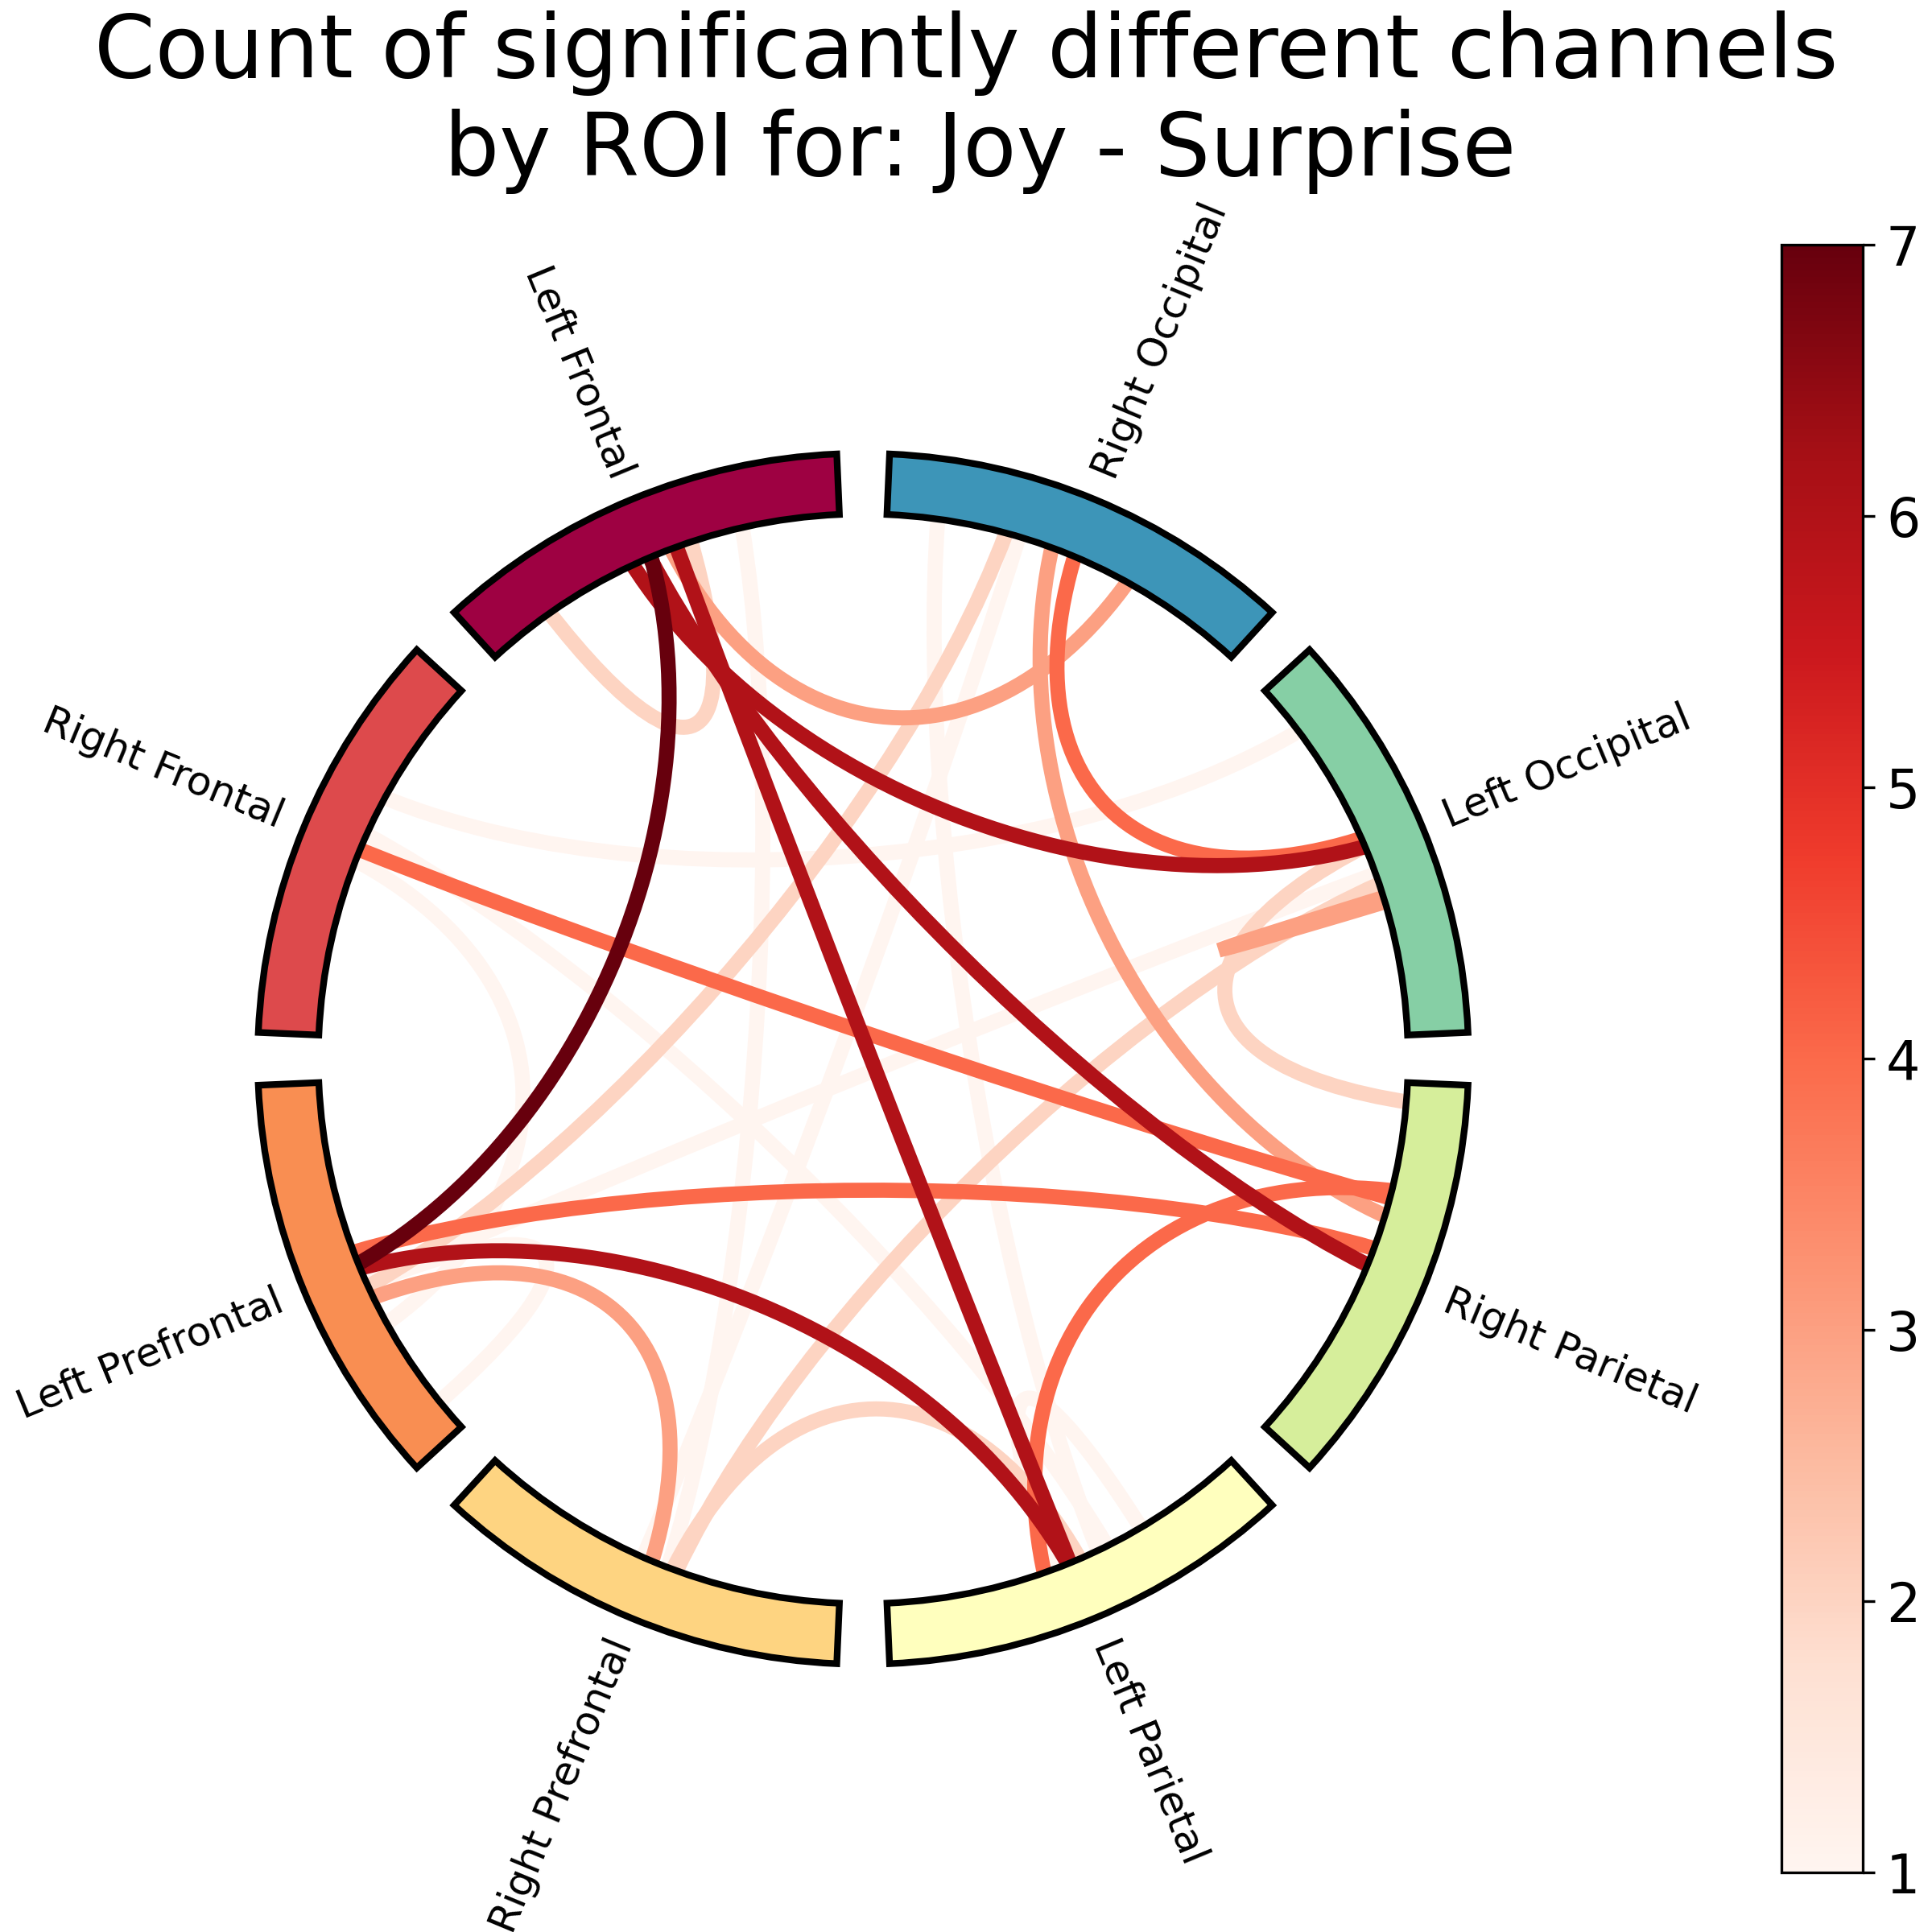 Count of significantly different channels
by ROI for: Joy - Surprise
Left Frontal
Right Occipital
Right Frontal
Left Occipital
Left Prefrontal
Right Parietal
Right Prefrontal
Left Parietal
7
6
5
4
3
2
1